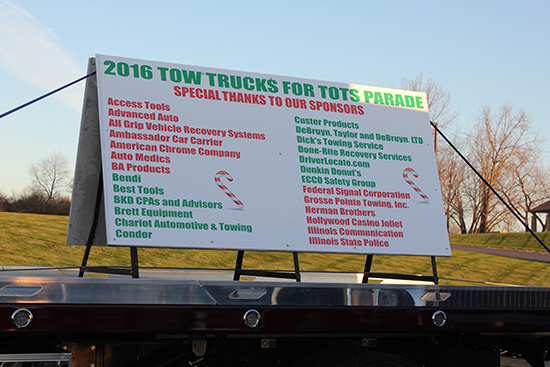 2016 TOW TRUCK$ FOR TOTS PARADE
SPECIAL THANKS TO OUR SPONSORS
Access Tools
Advanced Auto
All Grip Vehicle Recovery Systems
Ambassador Car Carrier
American Chrome Company
Auto Medics
BA Products
Bendi
Best Tools
BKD CPAs and Advisors
Brett Equipment
Chariot Automotive & Towing
Condor
Custer Products
DeBruyn, Taylor and DeBruyn, LTD
Dick's Towing Service
Done-Rite Recovery Services
DriverLocate.com
Dunkin Donut's
ECCO Safety Group
Federal Signal Corporation
Grosse Pointe Towing, Inc.
Herman Brothers
Hollywood Casino Joliet
Illinois Communication
Illinois State Police